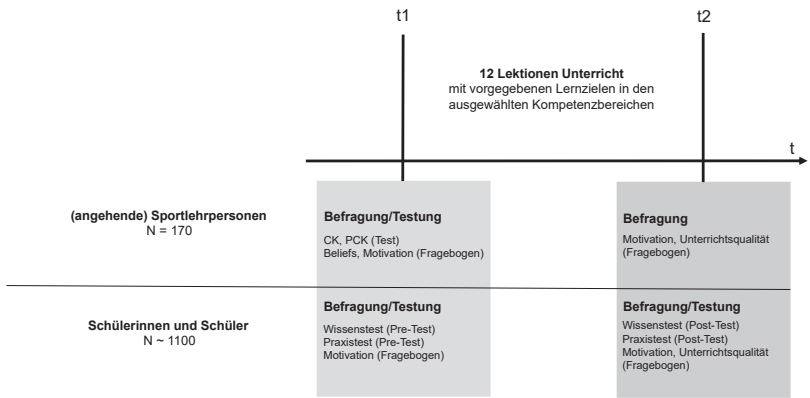 t1
t2
12 Lektionen Unterricht
mit vorgegebenen Lernzielen in den
ausgewählten Kompetenzbereichen
t
(angehende) Sportlehrpersonen
N = 170
Befragung/Testung
CK, PCK (Test)
Beliefs, Motivation (Fragebogen)
Befragung
Motivation, Unterrichtsqualität
(Fragebogen)
Schülerinnen und Schüler
N ~ 1100
Befragung/Testung
Wissenstest (Pre-Test)
Praxistest (Pre-Test)
Motivation (Fragebogen)
Befragung/Testung
Wissenstest (Post-Test)
Praxistest (Post-Test)
Motivation, Unterrichtsqualität
(Fragebogen)